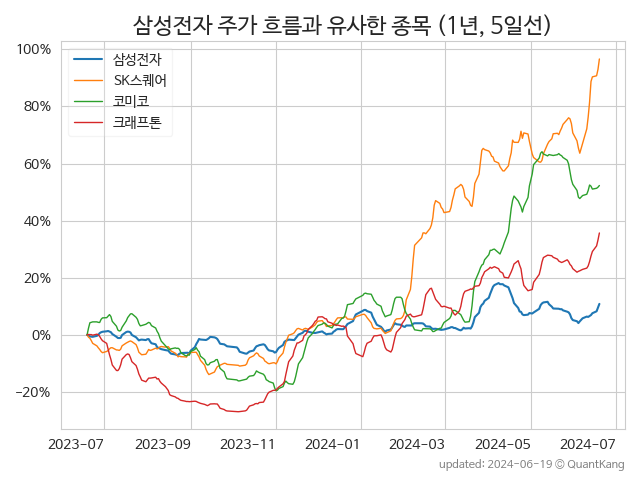 삼성전자 주가 흐름과 유사한 종목 (1년, 5일선)
삼성전자
SK스퀘어
코미코
크래프톤
100%
80%
60%
40%
20%
0%
−20%
2023-07
2023-09
2023-11
2024-01
2024-03
2024-05
2024-07
updated: 2024-06-19 ⓒ QuantKang